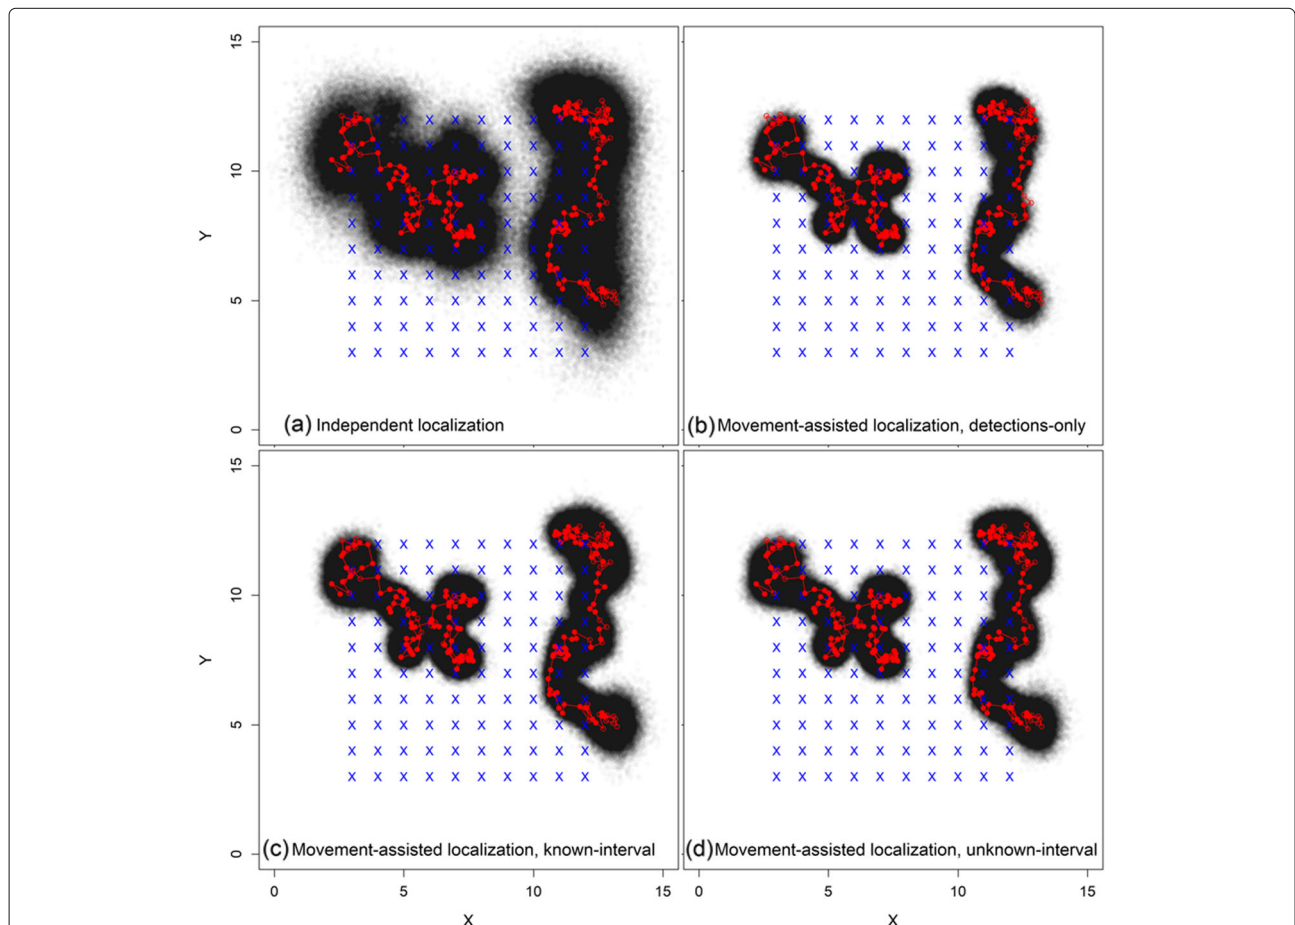 15
10
5
0
Y
(a) Independent localization
(b) Movement-assisted localization, detections-only
15
10
5
0
Y
(c) Movement-assisted localization, known-interval
(d) Movement-assisted localization, unknown-interval
0 5 10 15
0 5 10 15
X
X